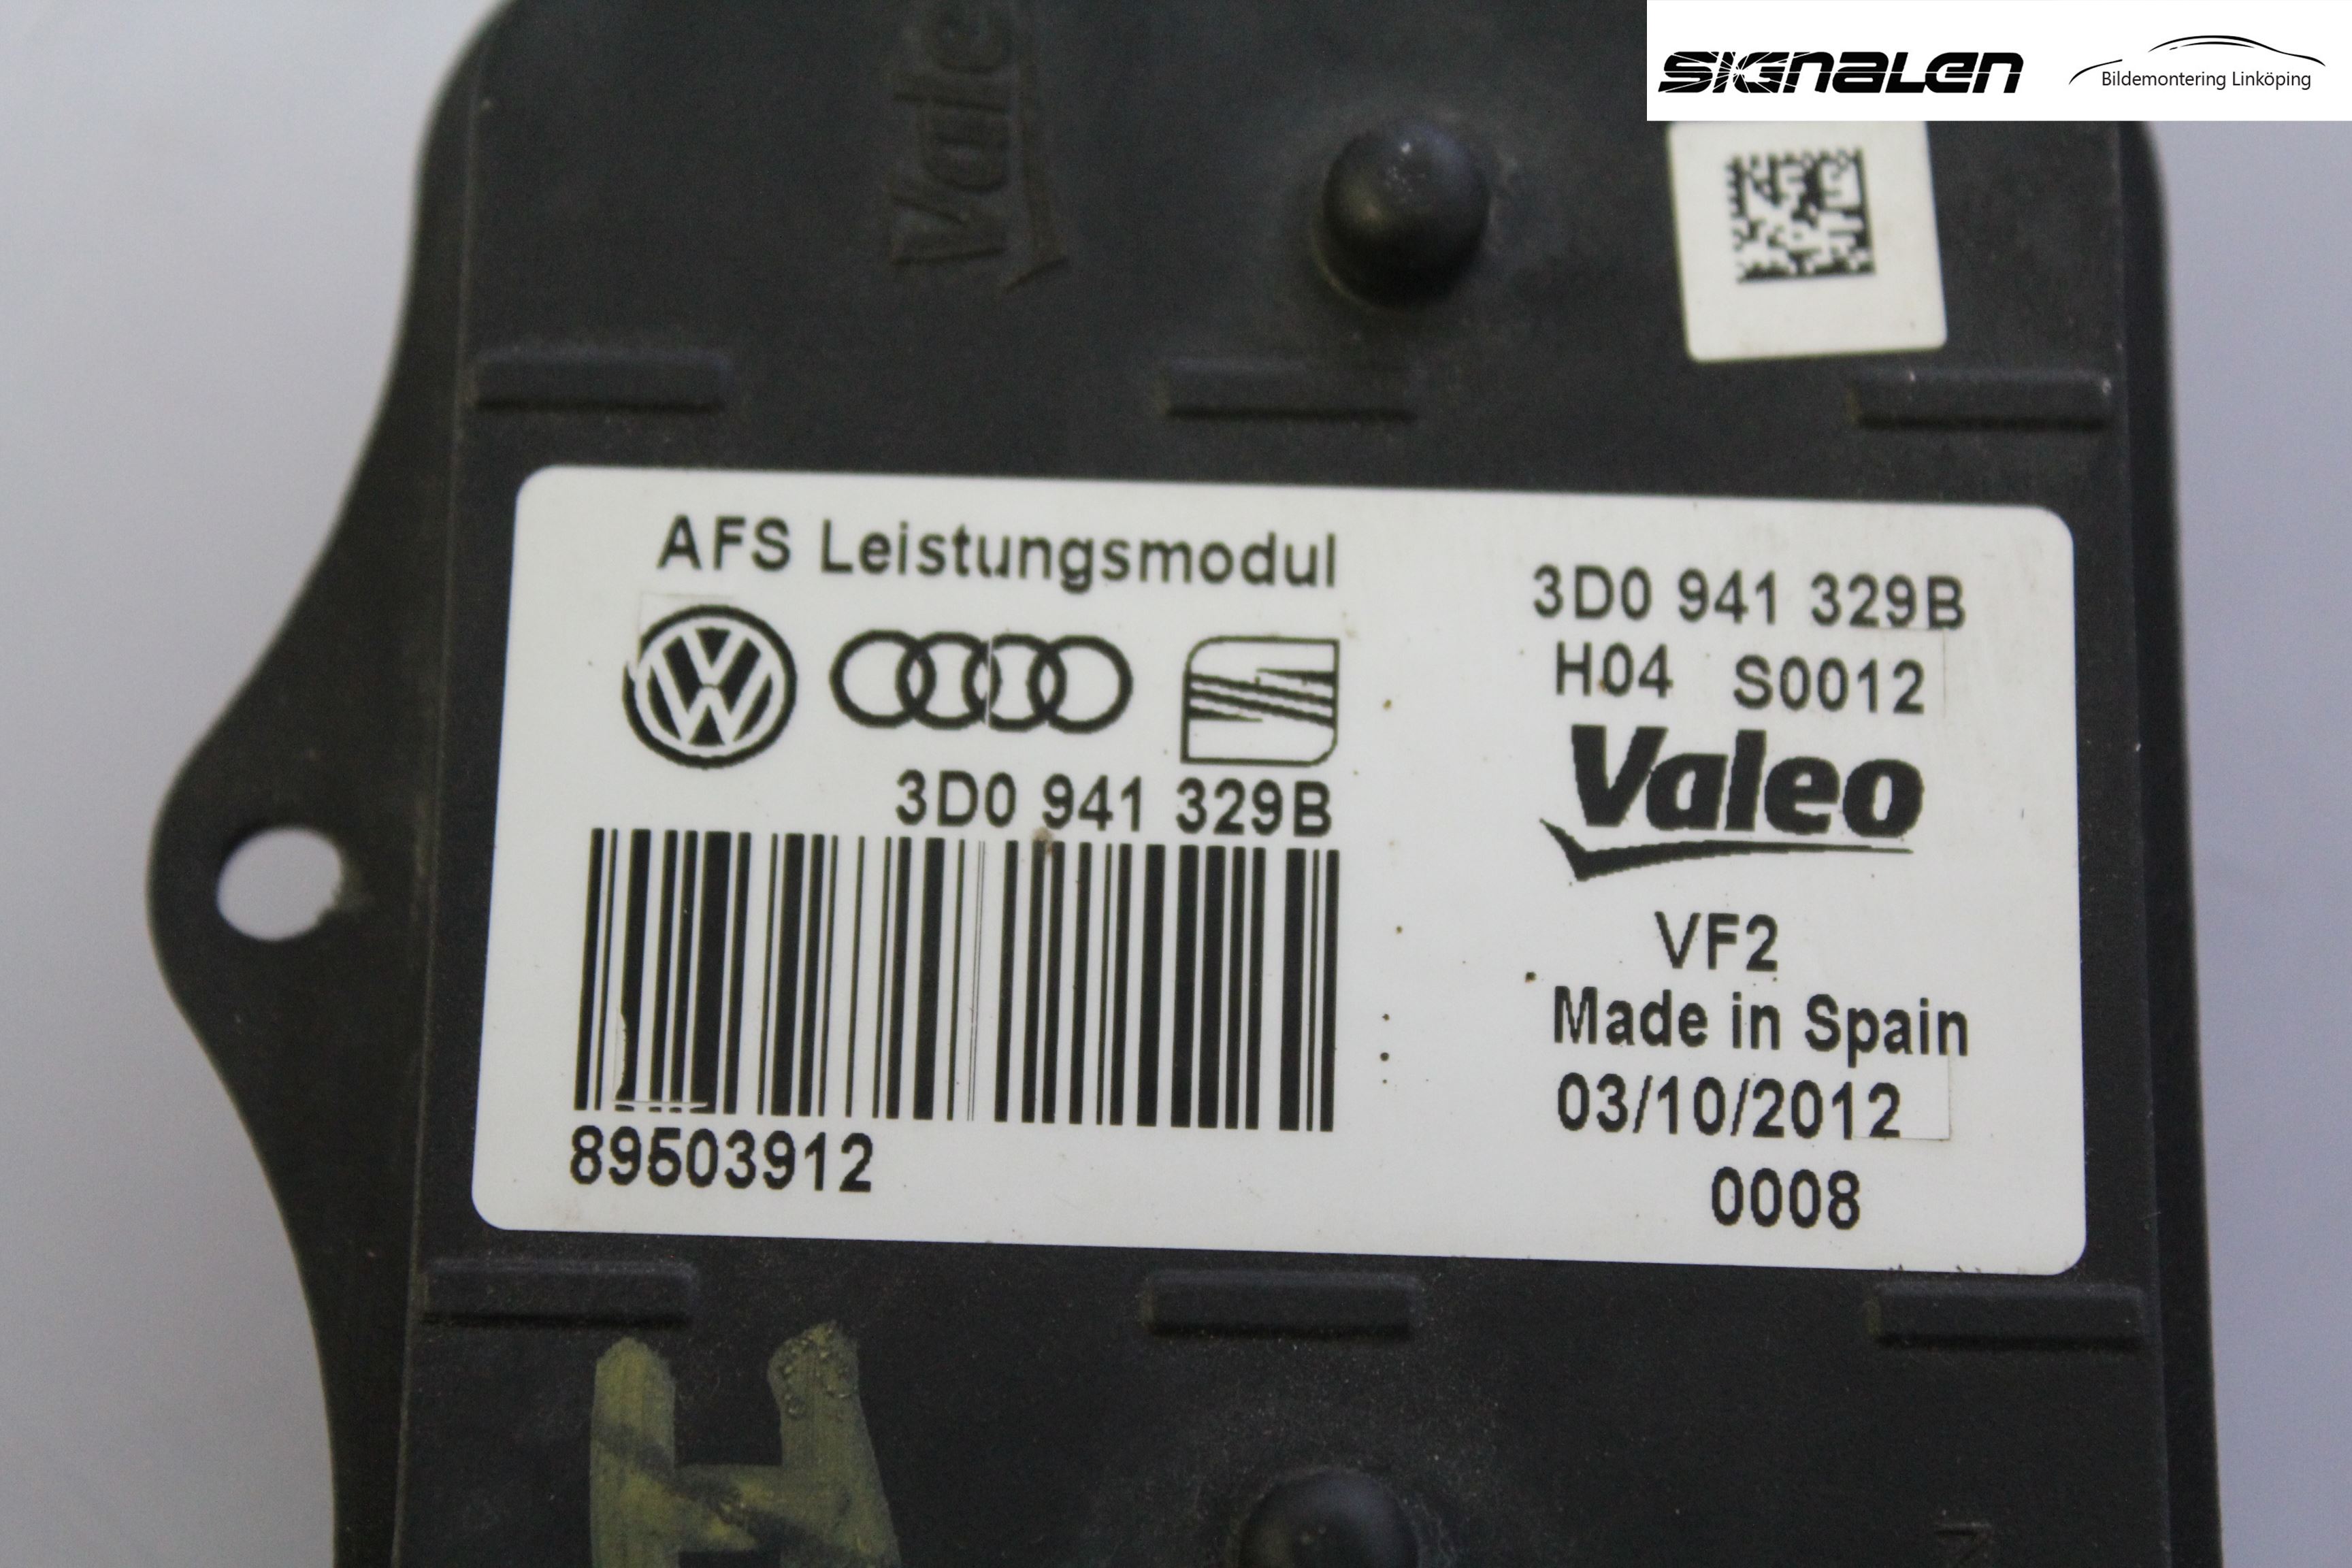 SIGNALEN
Bildemontering Linköping
Valeo
AFS Leistungsmodul
3D0 941 329B
89503912
3D0 941 329B
H04 S0012
Valeo
VF2
Made in Spain
03/10/2012
0008
H